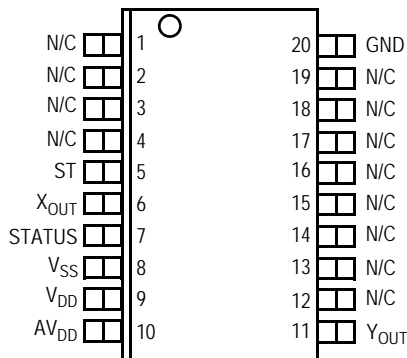 N/C 1 20 GND
N/C 2 19 N/C
N/C 3 18 N/C
N/C 4 17 N/C
ST 5 16 N/C
XOUT 6 15 N/C
STATUS 7 14 N/C
VSS 8 13 N/C
VDD 9 12 N/C
AVDD 10 11 YOUT